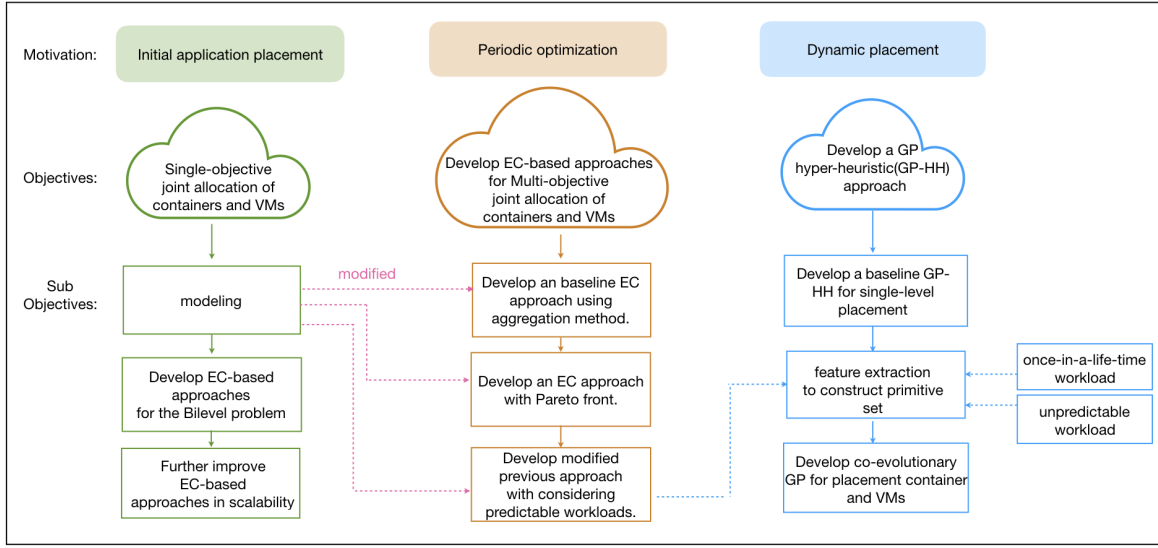 Motivation:
Initial application placement
Periodic optimization
Dynamic placement
Objectives:
Single-objective
joint allocation of
containers and VMs
Develop EC-based approaches
for Multi-objective
joint allocation of
containers and VMs
Develop a GP
hyper-heuristic(GP-HH)
approach
Sub
Objectives:
modeling
modified
Develop an baseline EC
approach using
aggregation method.
Develop a baseline GP-
HH for single-level
placement
Develop EC-based
approaches
for the Bilevel problem
Develop an EC approach
with Pareto front.
feature extraction
to construct primitive
set
once-in-a-life-time
workload
unpredictable
workload
Further improve
EC-based
approaches in scalability
Develop modified
previous approach
with considering
predictable workloads.
Develop co-evolutionary
GP for placement container
and VMs